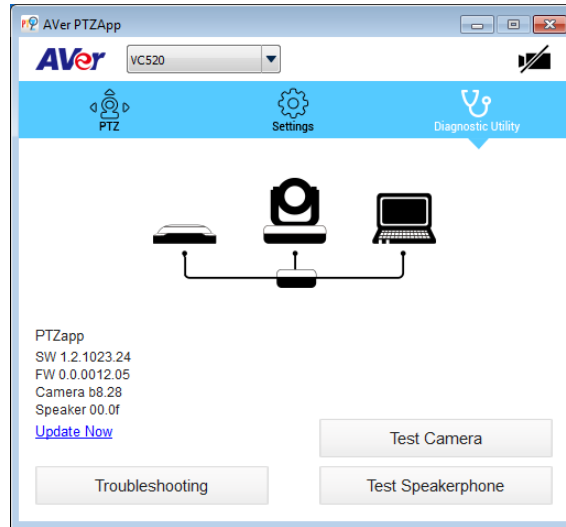 AVer PTZApp
AVer
VC520
PTZ
Settings
Diagnostic Utility
PTZapp
SW 1.2.1023.24
FW 0.0.0012.05
Camera b8.28
Speaker 00.0f
Update Now
Test Camera
Troubleshooting
Test Speakerphone